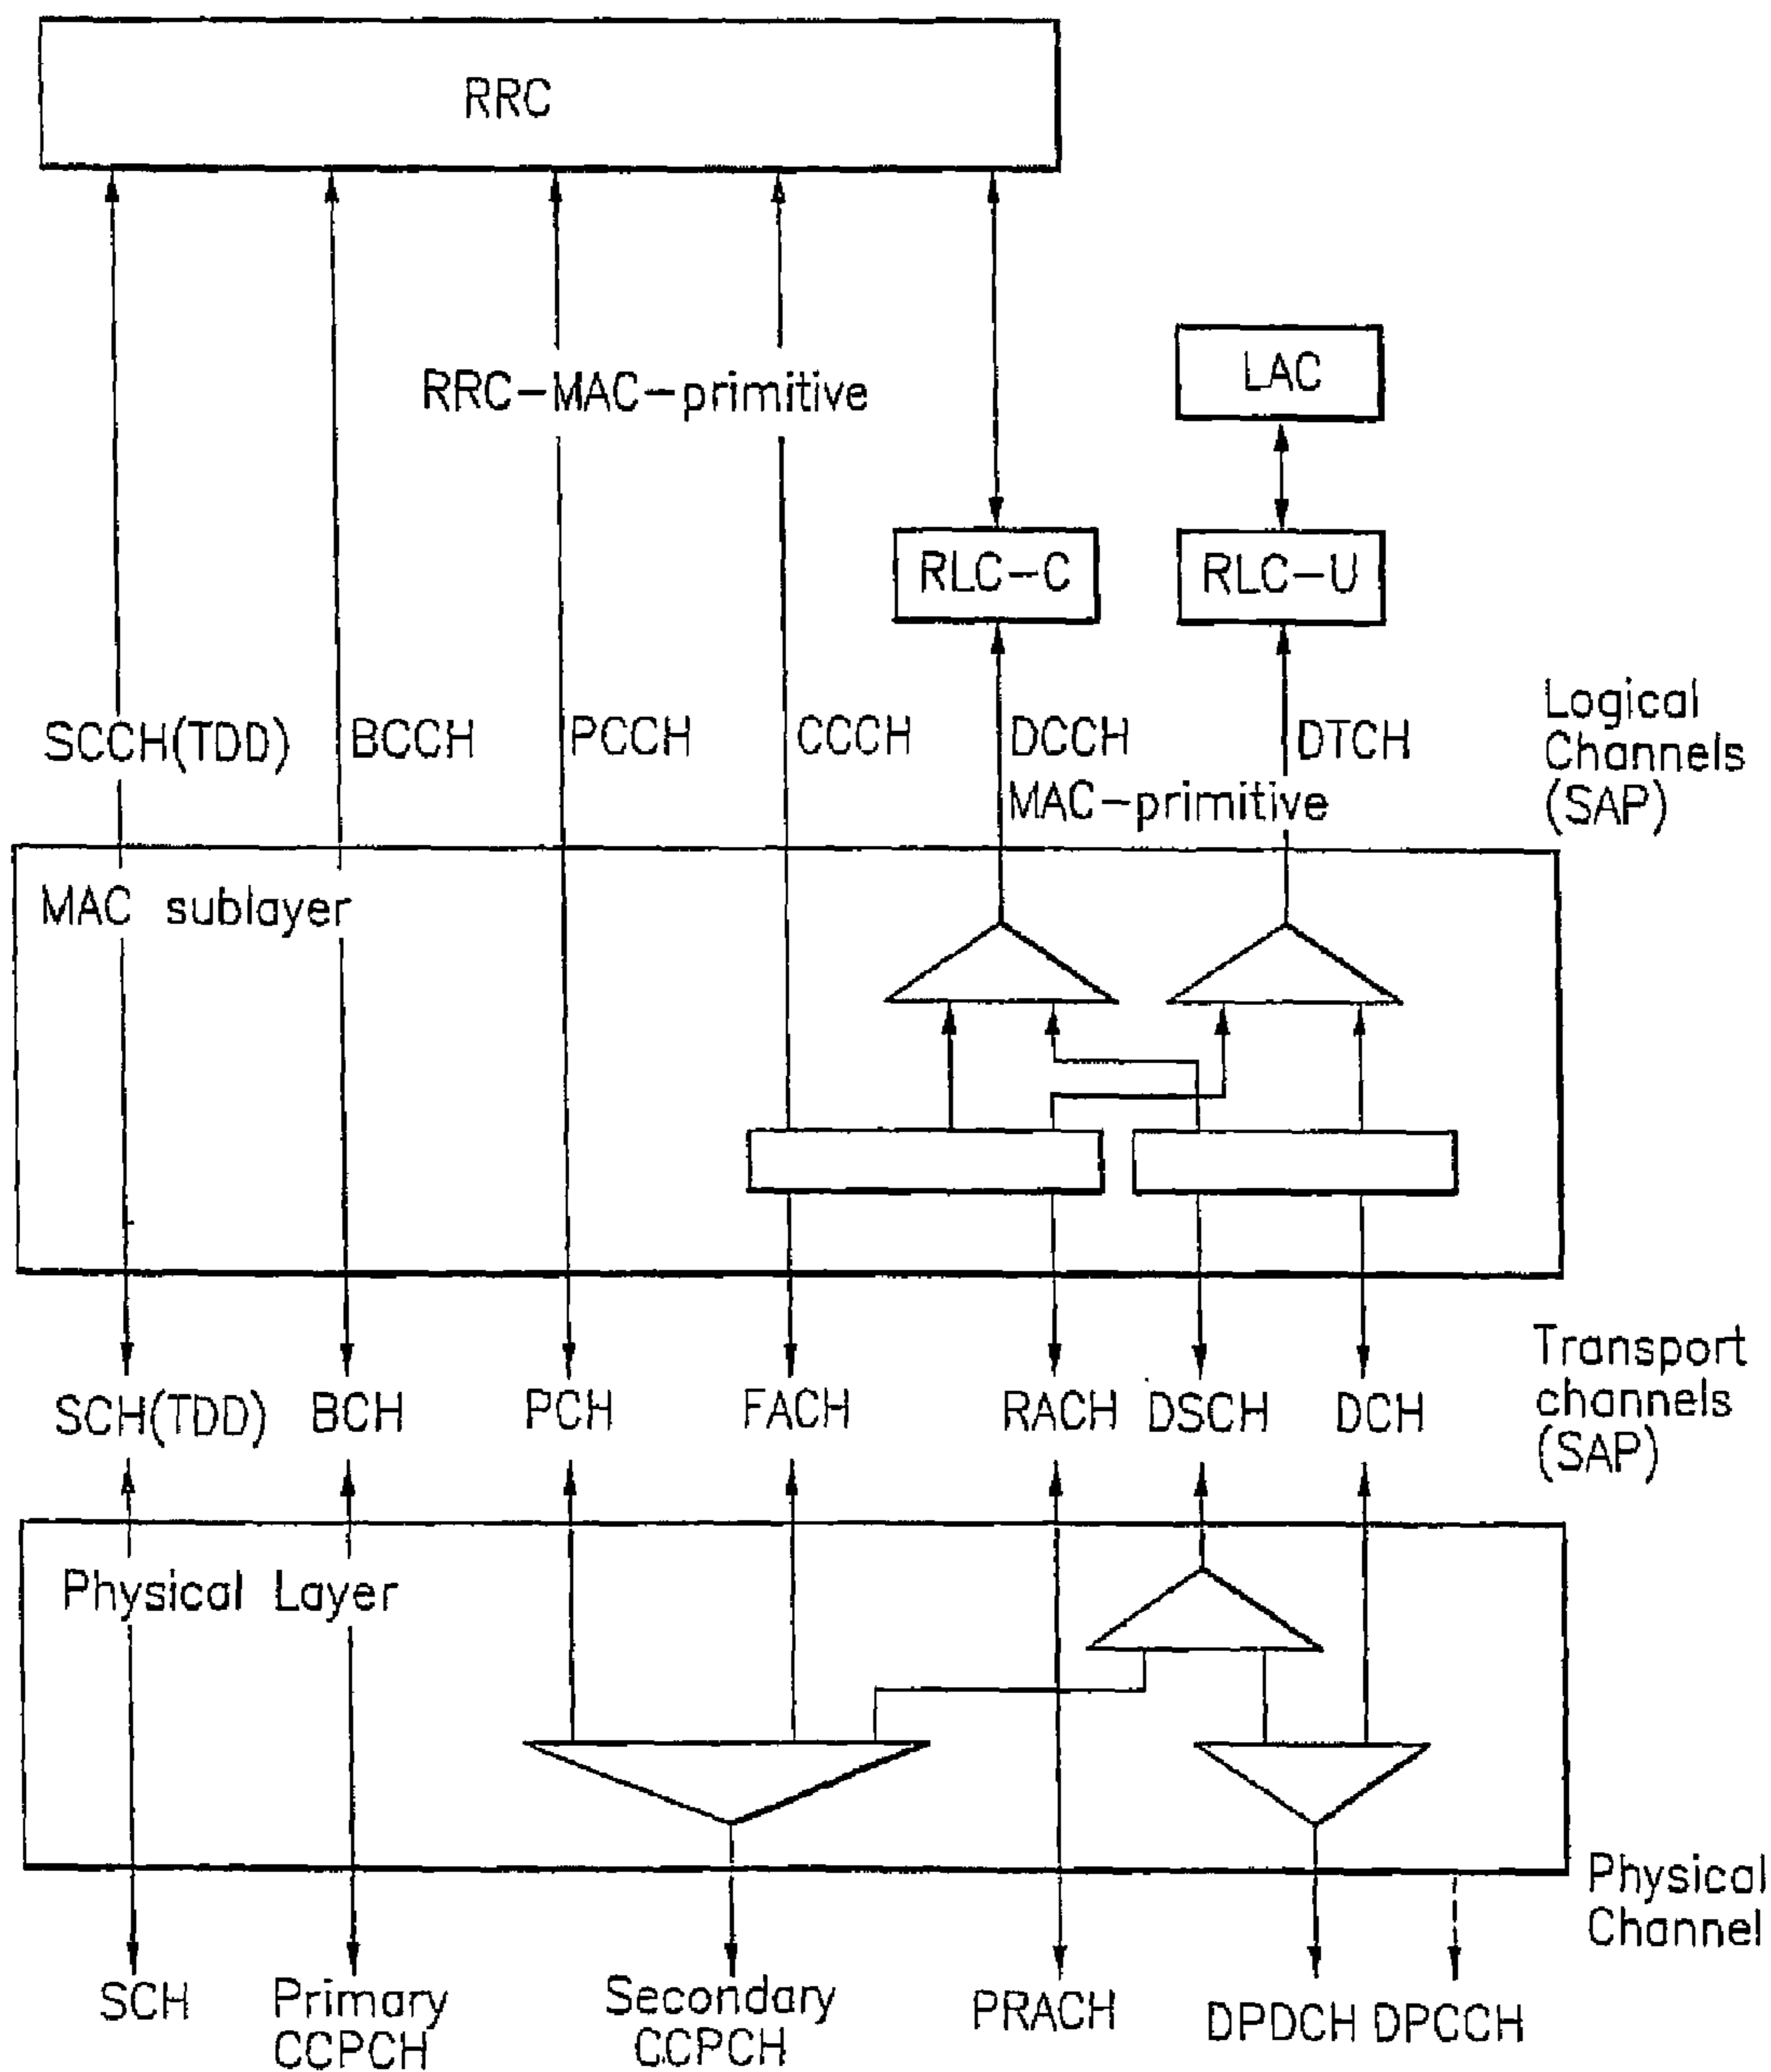 RRC
RRC-MAC-primitive
LAC
RLC-C
RLC-U
SCCH(TDD)
BCCH
PCCH
CCCH
DCCH
DTCH
MAC-primitive
Logical
Channels
(SAP)
MAC sublayer
SCH(TDD)
BCH
PCH
FACH
RACH
DSCH
DCH
Transport
channels
(SAP)
Physical Layer
Physical
Channel
SCH
Primary
CCPCH
Secondary
CCPCH
PRACH
DPDCH
DPCCH